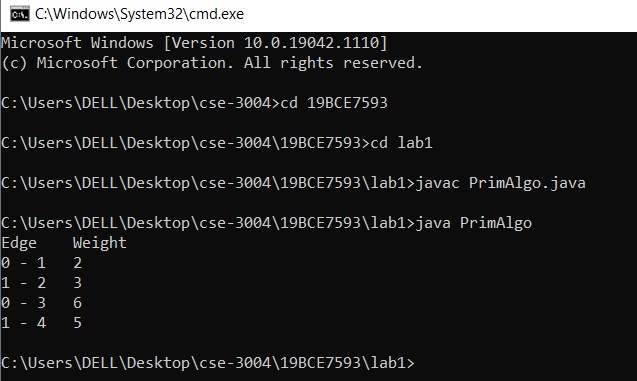 C:\Windows\System32\cmd.exe
Microsoft Windows [Version 10.0.19042.1110]
(c) Microsoft Corporation. All rights reserved.
C:\Users\DELL\Desktop\cse-3004>cd 19BCE7593
C:\Users\DELL\Desktop\cse-3004\19BCE7593>cd lab1
C:\Users\DELL\Desktop\cse-3004\19BCE7593\lab1>javac PrimAlgo.java
C:\Users\DELL\Desktop\cse-3004\19BCE7593\lab1>java PrimAlgo
Edge    Weight
0 - 1   2
1 - 2   3
0 - 3   6
1 - 4   5
C:\Users\DELL\Desktop\cse-3004\19BCE7593\lab1>